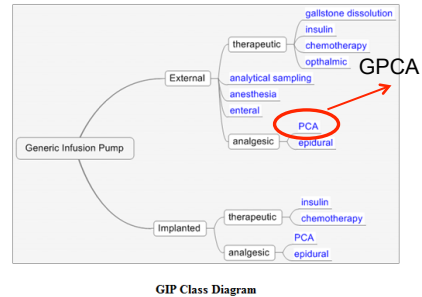 gallstone dissolution
insulin
therapeutic
chemotherapy
opthalmic
GPCA
External
analytical sampling
anesthesia
enteral
PCA
analgesic
epidural
Generic Infusion Pump
insulin
therapeutic
chemotherapy
Implanted
PCA
analgesic
epidural
GIP Class Diagram